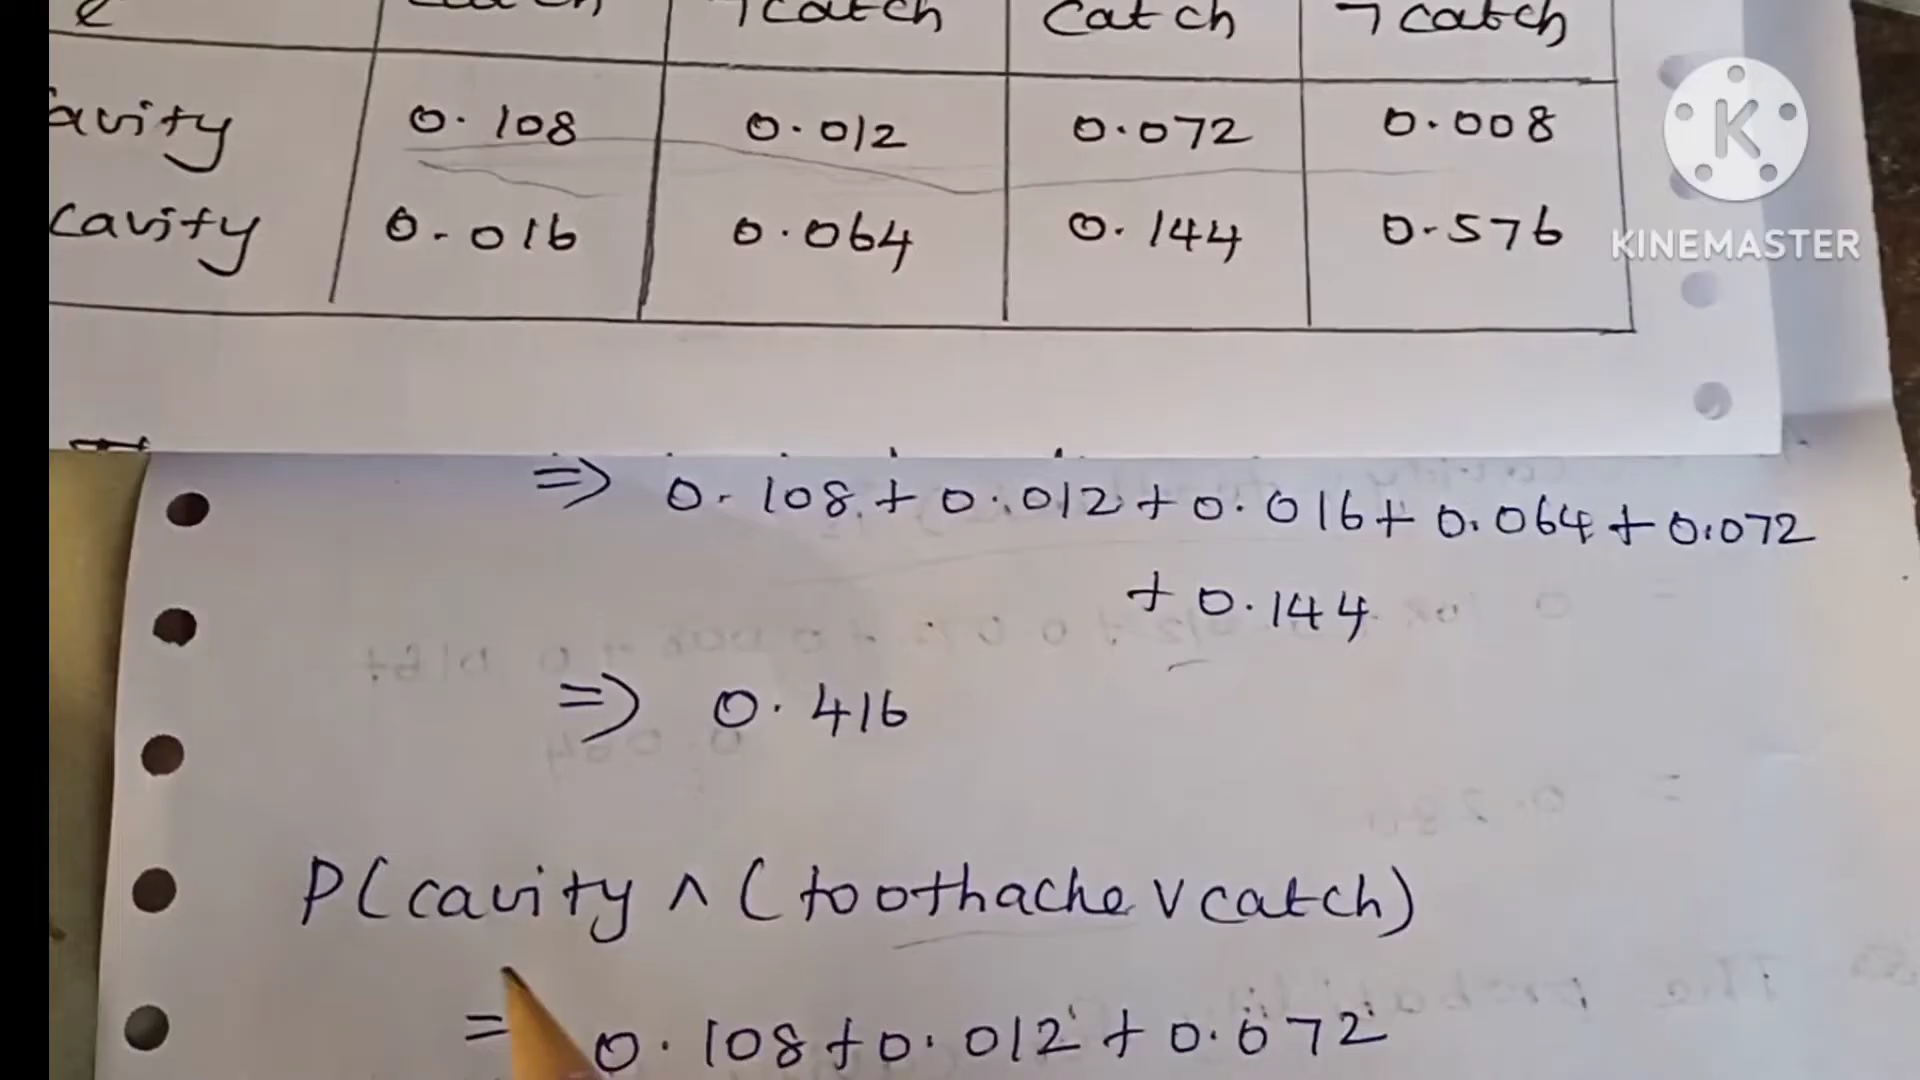 ¬catch catch ¬catch
avity 0.108 0.012 0.072 0.008
cavity 0.016 0.064 0.144 0.576
K
KINEMASTER
=> 0.108+0.012+0.016+0.064+0.072
+0.144
=> 0.416
P(cavity ∧ (toothache ∨ catch)
= 0.108+0.012+0.072